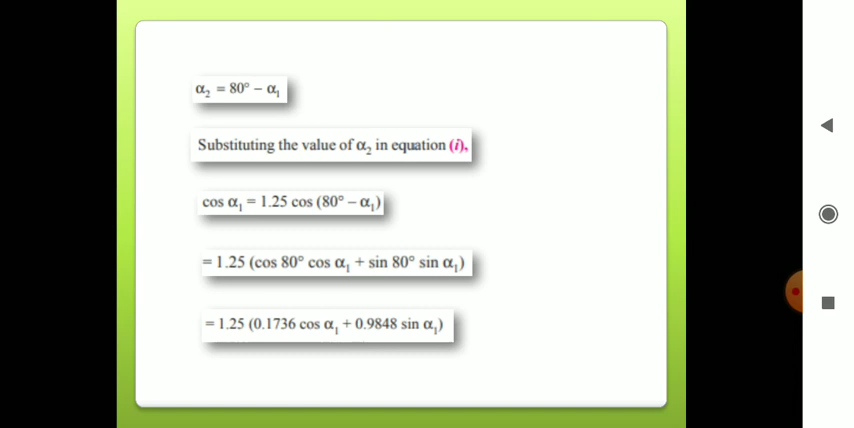 α₂ = 80° – α₁
Substituting the value of α₂ in equation (i),
cos α₁ = 1.25 cos (80° – α₁)
= 1.25 (cos 80° cos α₁ + sin 80° sin α₁)
= 1.25 (0.1736 cos α₁ + 0.9848 sin α₁)